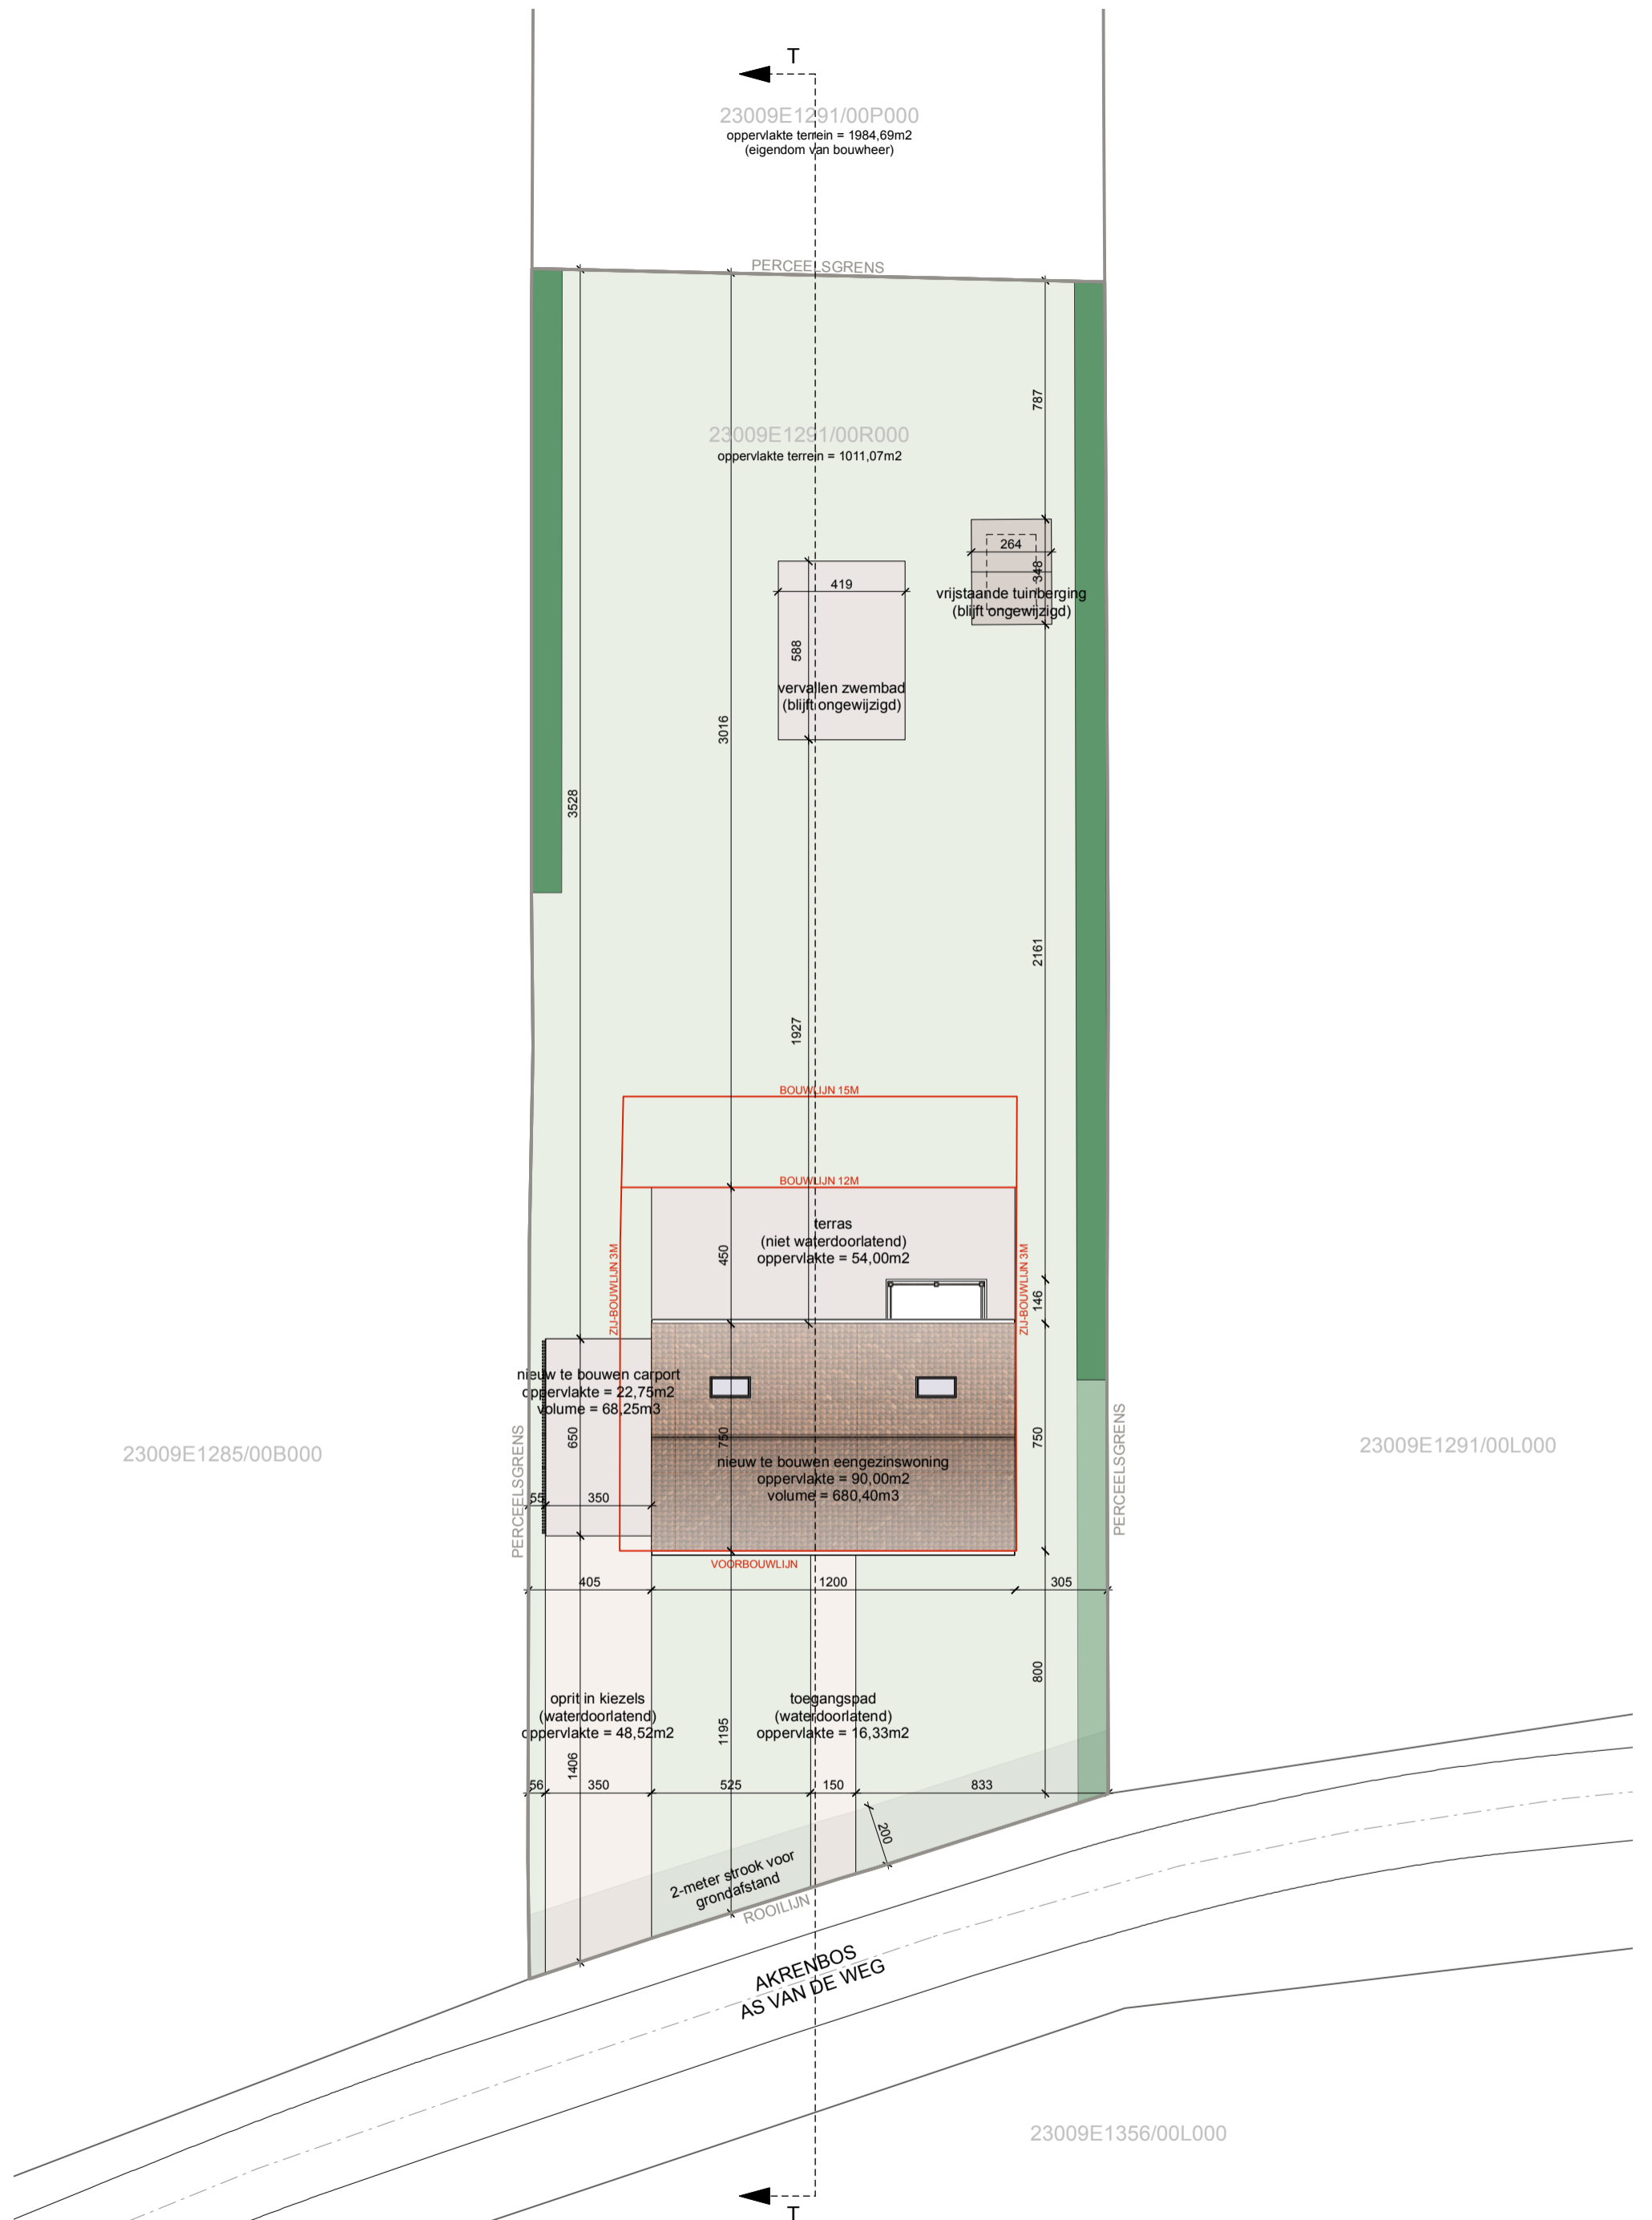 T
23009E1291/00P000
oppervlakte terrein = 1984,69m2
(eigendom van bouwheer)
PERCEELSGRENS
787
23009E1291/00R000
oppervlakte terrein = 1011,07m2
264
348
vrijstaande tuinberging
(blijft ongewijzigd)
419
588
vervallen zwembad
(blijft ongewijzigd)
3016
3528
2161
1927
BOUWLIJN 15M
BOUWLIJN 12M
terras
(niet waterdoorlatend)
oppervlakte = 54,00m2
450
ZIJ-BOUWLIJN 3M
ZIJ-BOUWLIJN 3M
146
nieuw te bouwen carport
oppervlakte = 22,75m2
volume = 68,25m3
650
750
750
nieuw te bouwen eengezinswoning
oppervlakte = 90,00m2
volume = 680,40m3
23009E1285/00B000
PERCEELSGRENS
PERCEELSGRENS
23009E1291/00L000
55
350
VOORBOUWLIJN
405
1200
305
800
oprit in kiezels
(waterdoorlatend)
oppervlakte = 48,52m2
toegangspad
(waterdoorlatend)
oppervlakte = 16,33m2
1195
1406
56
350
525
150
833
200
2-meter strook voor
grondafstand
ROOILIJN
AKRENBOS
AS VAN DE WEG
23009E1356/00L000
T